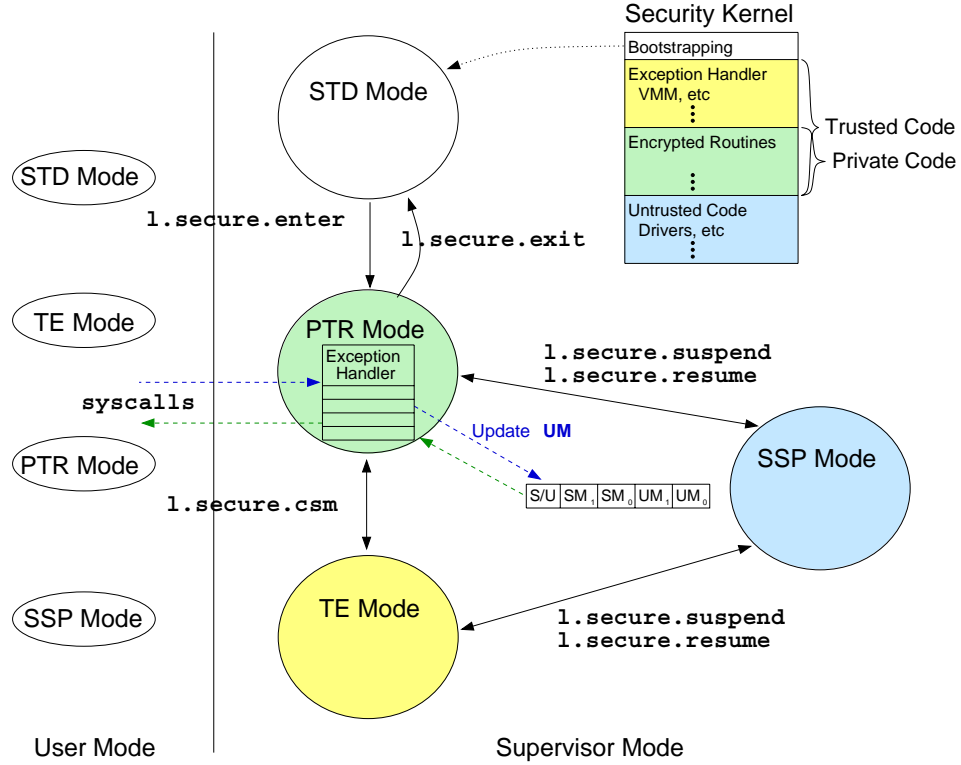 Security Kernel
Bootstrapping
Exception Handler
VMM, etc
Encrypted Routines
Untrusted Code
Drivers, etc
Trusted Code
Private Code
STD Mode
STD Mode
l.secure.enter
l.secure.exit
TE Mode
PTR Mode
Exception
Handler
l.secure.suspend
l.secure.resume
syscalls
Update UM
PTR Mode
SSP Mode
S/U SM1 SM0 UM1 UM0
l.secure.csm
SSP Mode
TE Mode
l.secure.suspend
l.secure.resume
User Mode
Supervisor Mode